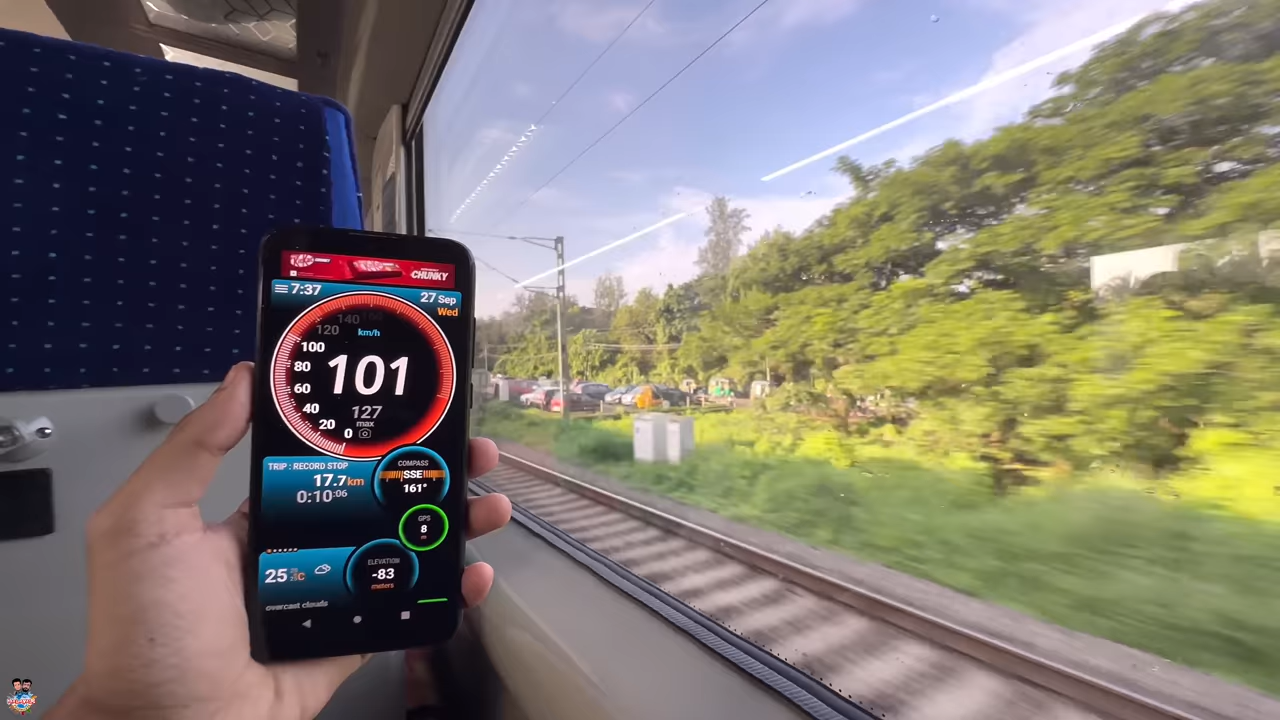 CHUNKY
7:37
27 Sep
Wed
140
120
100
80
60
40
20
0
km/h
101
127
max
TRIP : RECORD STOP
17.7km
0:10:06
COMPASS
SSE
161°
GPS
8
m
25
°C
ELEVATION
-83
meters
overcast clouds